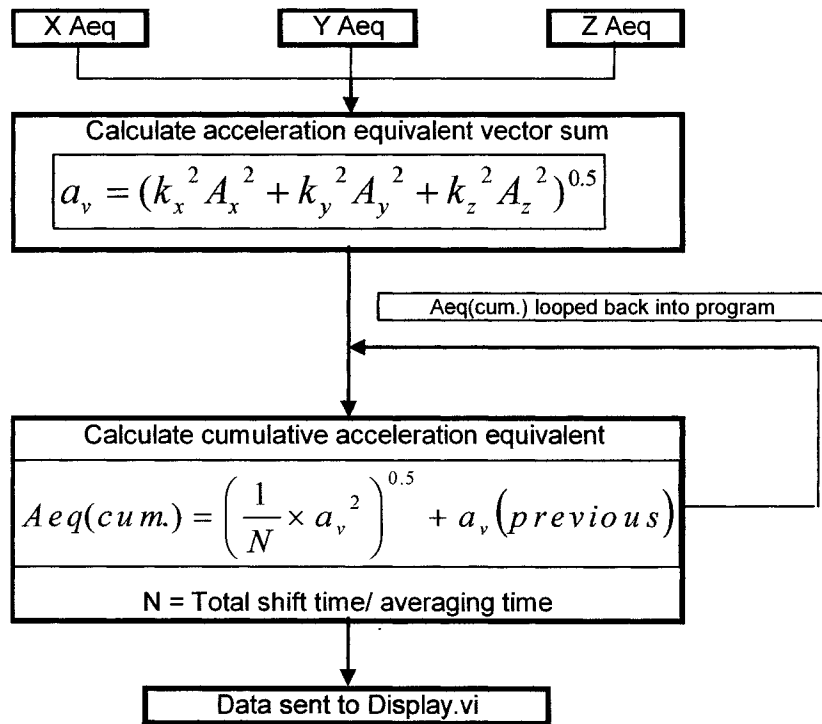 X Aeq Y Aeq Z Aeq
Calculate acceleration equivalent vector sum
a_v = (k_x^2 A_x^2 + k_y^2 A_y^2 + k_z^2 A_z^2)^0.5
Aeq(cum.) looped back into program
Calculate cumulative acceleration equivalent
Aeq(cum.) = (1/N × a_v^2)^0.5 + a_v(previous)
N = Total shift time/ averaging time
Data sent to Display.vi